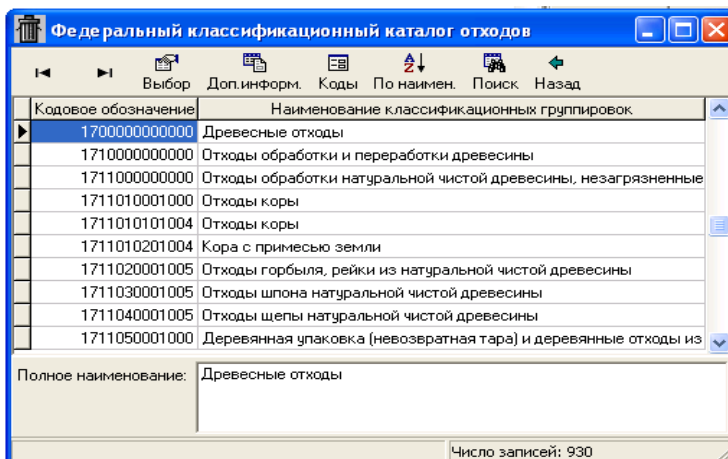 Федеральный классификационный каталог отходов
Выбор Доп.информ. Коды По наимен. Поиск Назад
Кодовое обозначение Наименование классификационных группировок
1700000000000 Древесные отходы
1710000000000 Отходы обработки и переработки древесины
1711000000000 Отходы обработки натуральной чистой древесины, незагрязненные
1711010001000 Отходы коры
1711010101004 Отходы коры
1711010201004 Кора с примесью земли
1711020001005 Отходы горбыля, рейки из натуральной чистой древесины
1711030001005 Отходы шпона натуральной чистой древесины
1711040001005 Отходы щепы натуральной чистой древесины
1711050001000 Деревянная упаковка (невозвратная тара) и деревянные отходы из
Полное наименование: Древесные отходы
Число записей: 930